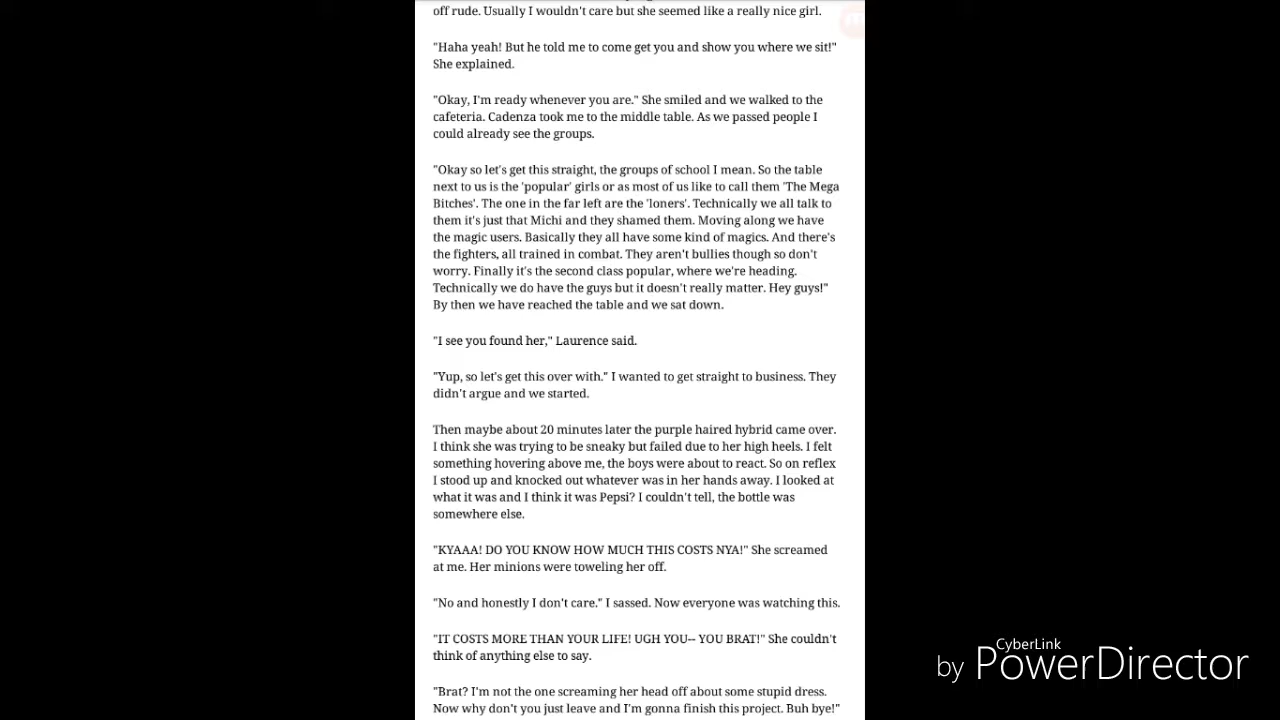 off rude. Usually I wouldn't care but she seemed like a really nice girl.
"Haha yeah! But he told me to come get you and show you where we sit!"
She explained.
"Okay, I'm ready whenever you are." She smiled and we walked to the
cafeteria. Cadenza took me to the middle table. As we passed people I
could already see the groups.
"Okay so let's get this straight, the groups of school I mean. So the table
next to us is the 'popular' girls or as most of us like to call them 'The Mega
Bitches'. The one in the far left are the 'loners'. Technically we all talk to
them it's just that Michi and they shamed them. Moving along we have
the magic users. Basically they all have some kind of magics. And there's
the fighters, all trained in combat. They aren't bullies though so don't
worry. Finally it's the second class popular, where we're heading.
Technically we do have the guys but it doesn't really matter. Hey guys!"
By then we have reached the table and we sat down.
"I see you found her," Laurence said.
"Yup, so let's get this over with." I wanted to get straight to business. They
didn't argue and we started.
Then maybe about 20 minutes later the purple haired hybrid came over.
I think she was trying to be sneaky but failed due to her high heels. I felt
something hovering above me, the boys were about to react. So on reflex
I stood up and knocked out whatever was in her hands away. I looked at
what it was and I think it was Pepsi? I couldn't tell, the bottle was
somewhere else.
"KYAAA! DO YOU KNOW HOW MUCH THIS COSTS NYA!" She screamed
at me. Her minions were toweling her off.
"No and honestly I don't care." I sassed. Now everyone was watching this.
"IT COSTS MORE THAN YOUR LIFE! UGH YOU-- YOU BRAT!" She couldn't
think of anything else to say.
"Brat? I'm not the one screaming her head off about some stupid dress.
Now why don't you just leave and I'm gonna finish this project. Buh bye!"
CyberLink
by PowerDirector